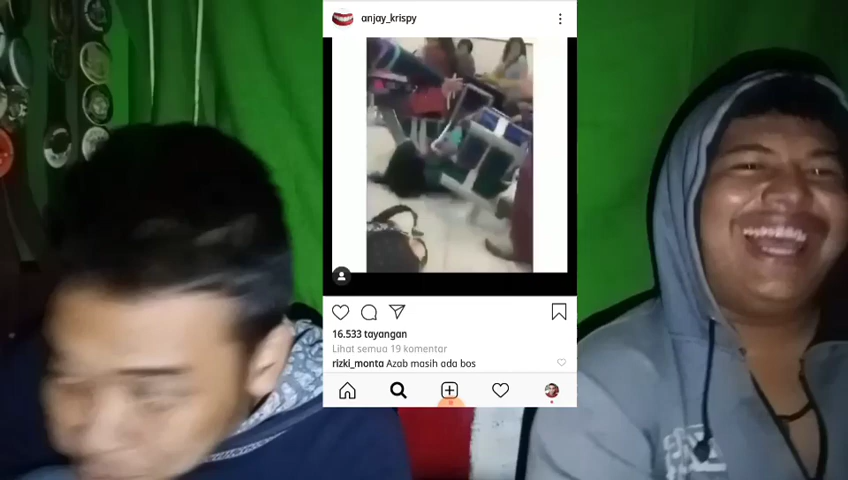 anjay_krispy
16.533 tayangan
Lihat semua 19 komentar
rizki_monta Azab masih ada bos